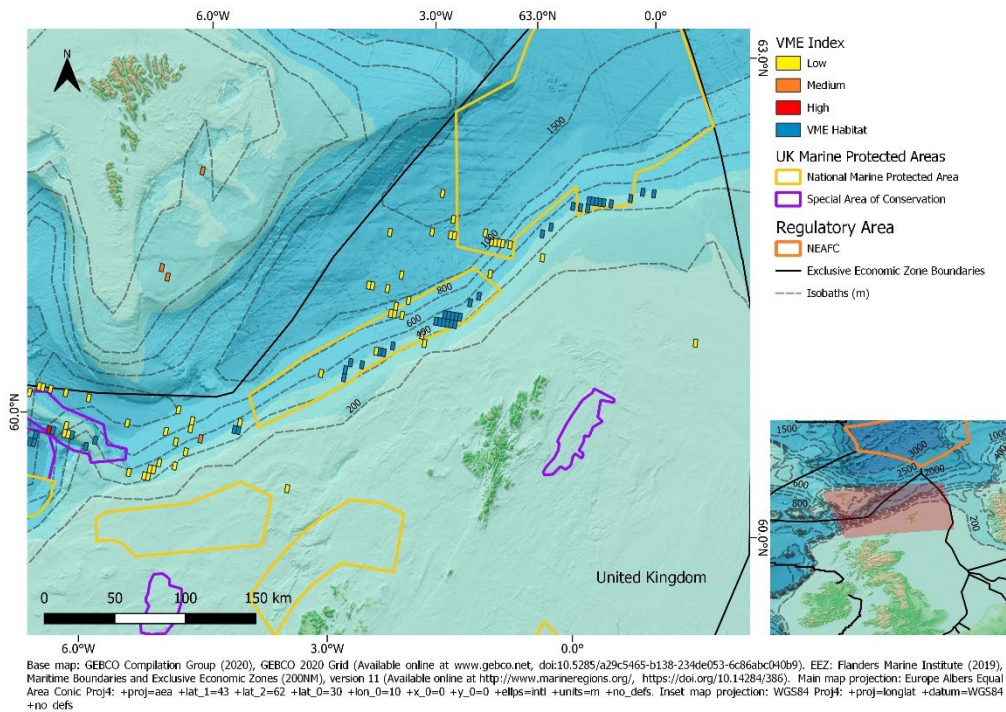 6.0°W 3.0°W 63.0°N 0.0°
N
63.0°N
1500
1000
800
600
400
200
60.0°N
60.0°N
United Kingdom
0 50 100 150 km
6.0°W 3.0°W 0.0°
VME Index
Low
Medium
High
VME Habitat
UK Marine Protected Areas
National Marine Protected Area
Special Area of Conservation
Regulatory Area
NEAFC
Exclusive Economic Zone Boundaries
Isobaths (m)
1500
3000
1000
2500
2000
600
800
200
Base map: GEBCO Compilation Group (2020), GEBCO 2020 Grid (Available online at www.gebco.net, doi:10.5285/a29c5465-b138-234de053-6c86abc040b9). EEZ: Flanders Marine Institute (2019),
Maritime Boundaries and Exclusive Economic Zones (200NM), version 11 (Available online at http://www.marineregions.org/, https://doi.org/10.14284/386). Main map projection: Europe Albers Equal
Area Conic Proj4: +proj=aea +lat_1=43 +lat_2=62 +lat_0=30 +lon_0=10 +x_0=0 +y_0=0 +ellps=intl +units=m +no_defs. Inset map projection: WGS84 Proj4: +proj=longlat +datum=WGS84
+no_defs